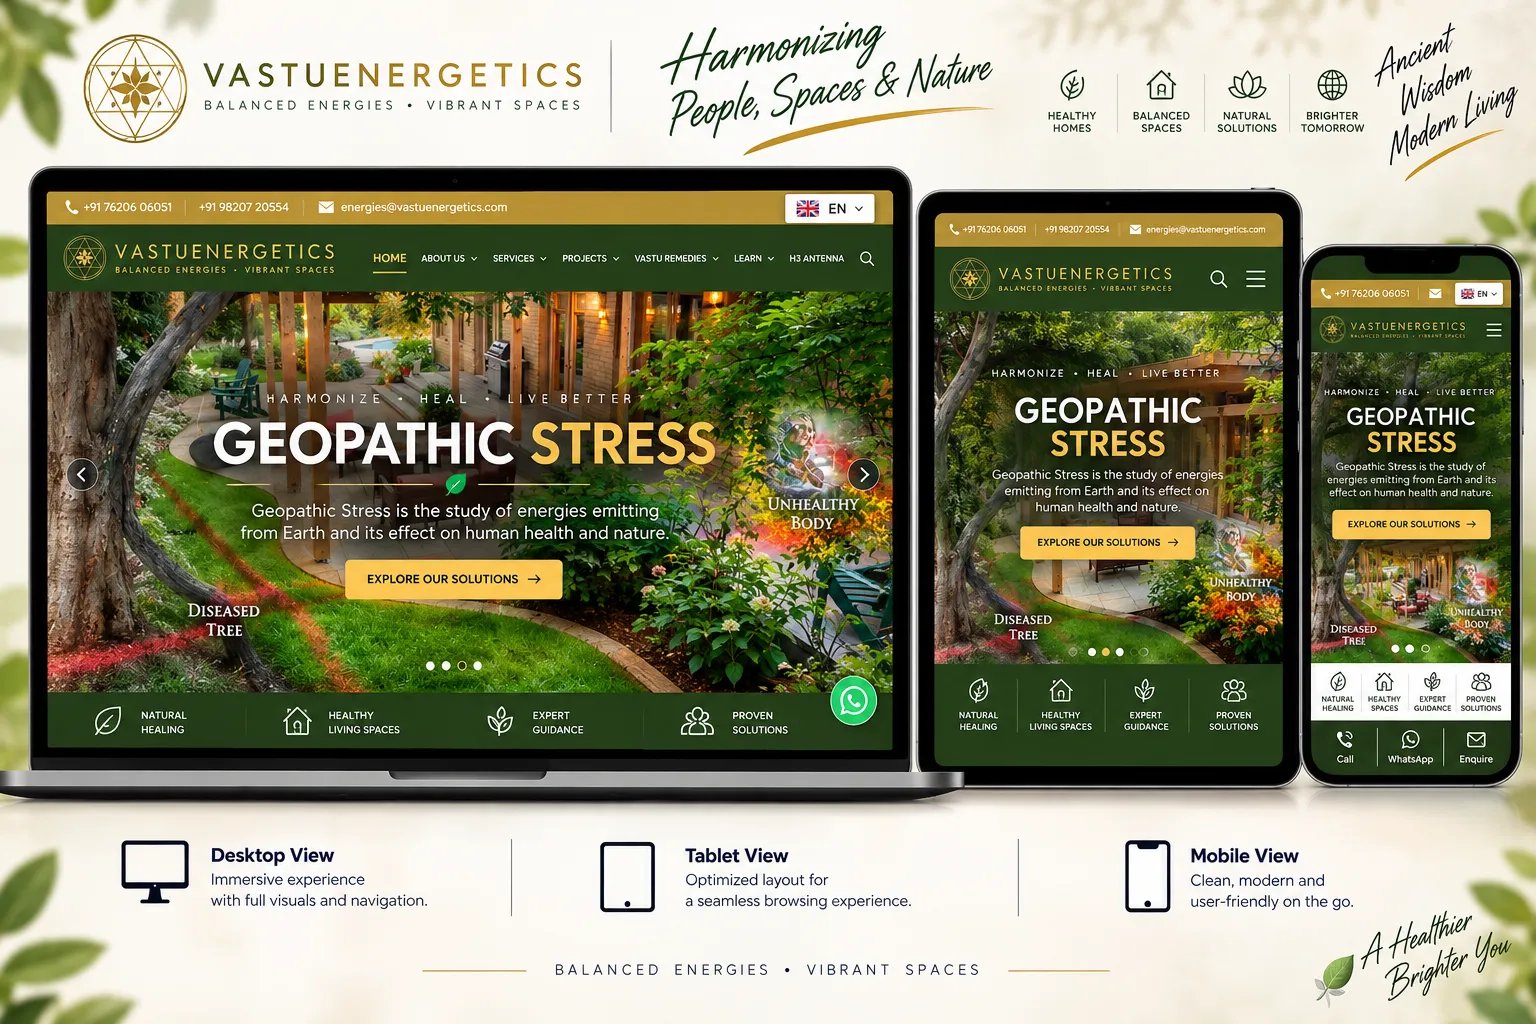 VASTUENERGETICS
BALANCED ENERGIES • VIBRANT SPACES
Harmonizing
People, Spaces & Nature
HEALTHY
HOMES
BALANCED
SPACES
NATURAL
SOLUTIONS
BRIGHTER
TOMORROW
Ancient
Wisdom
Modern Living
+91 76206 06051
+91 98207 20554
energies@vastuenergetics.com
EN
VASTUENERGETICS
BALANCED ENERGIES • VIBRANT SPACES
HOME
ABOUT US
SERVICES
PROJECTS
VASTU REMEDIES
LEARN
H3 ANTENNA
HARMONIZE • HEAL • LIVE BETTER
GEOPATHIC STRESS
Geopathic Stress is the study of energies emitting
from Earth and its effect on human health and nature.
EXPLORE OUR SOLUTIONS →
UNHEALTHY
BODY
DISEASED
TREE
NATURAL
HEALING
HEALTHY
LIVING SPACES
EXPERT
GUIDANCE
PROVEN
SOLUTIONS
+91 76206 06051
+91 98207 20554
energies@vastuenergetics.com
VASTUENERGETICS
BALANCED ENERGIES • VIBRANT SPACES
HARMONIZE • HEAL • LIVE BETTER
GEOPATHIC
STRESS
Geopathic Stress is the study of energies
emitting from Earth and its effect on
human health and nature.
EXPLORE OUR SOLUTIONS →
UNHEALTHY
BODY
DISEASED
TREE
NATURAL
HEALING
HEALTHY
LIVING SPACES
EXPERT
GUIDANCE
PROVEN
SOLUTIONS
+91 76206 06051
EN
VASTUENERGETICS
BALANCED ENERGIES • VIBRANT SPACES
HARMONIZE • HEAL • LIVE BETTER
GEOPATHIC
STRESS
Geopathic Stress is the study of
energies emitting from Earth and its
effect on human health and nature.
EXPLORE OUR SOLUTIONS →
UNHEALTHY
BODY
DISEASED
TREE
NATURAL
HEALING
HEALTHY
SPACES
EXPERT
GUIDANCE
PROVEN
SOLUTIONS
Call
WhatsApp
Enquire
Desktop View
Immersive experience
with full visuals and navigation.
Tablet View
Optimized layout for
a seamless browsing experience.
Mobile View
Clean, modern and
user-friendly on the go.
BALANCED ENERGIES • VIBRANT SPACES
A Healthier
Brighter You